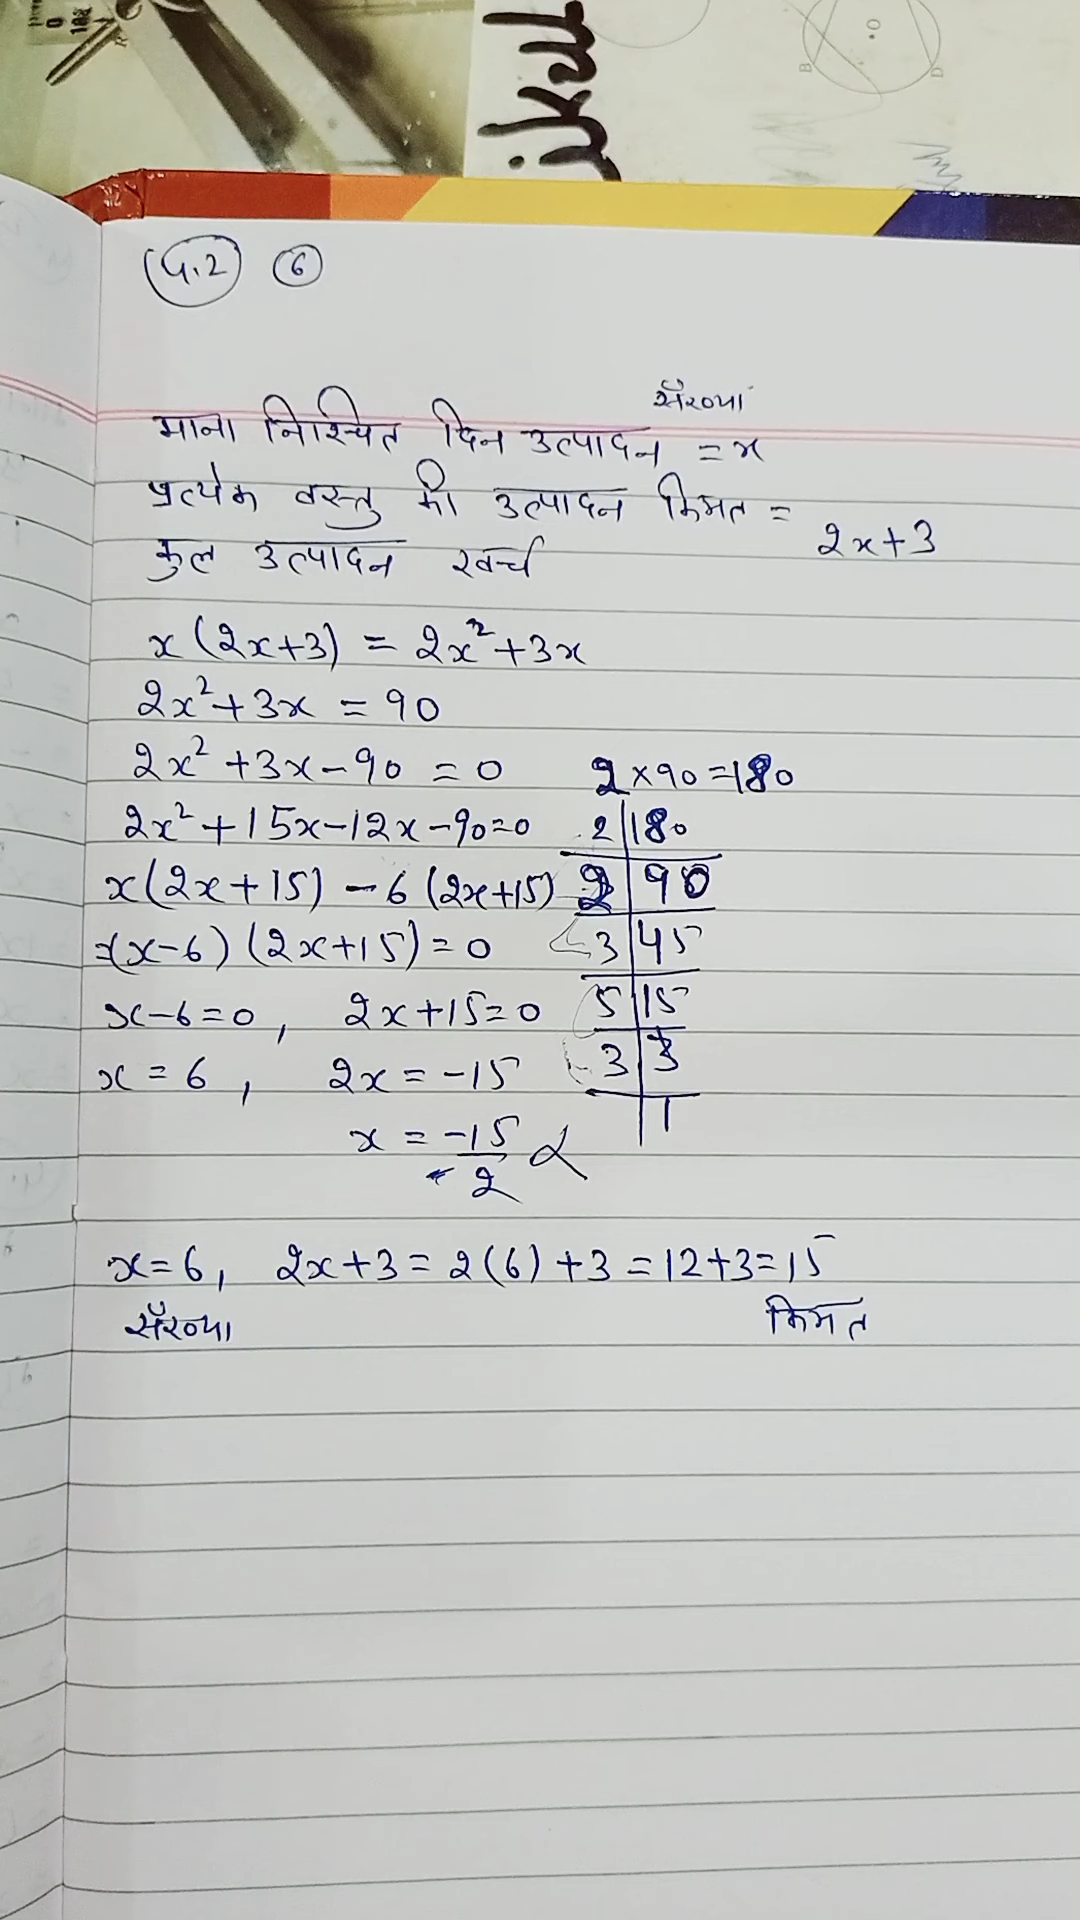 4.2 6
संख्या
माना निश्चित दिन उत्पादन = x
प्रत्येक वस्तु की उत्पादन किमत =
2x+3
कुल उत्पादन खर्च
x(2x+3) = 2x²+3x
2x²+3x = 90
2x²+3x-90 = 0 2×90=180
2x²+15x-12x-90=0 2|180
x(2x+15) - 6(2x+15) 2|90
=(x-6)(2x+15)=0 3|45
x-6=0, 2x+15=0 5|15
x=6, 2x=-15 3|3
x = -15/2 |1
x=6, 2x+3 = 2(6)+3 = 12+3=15
संख्या किमत